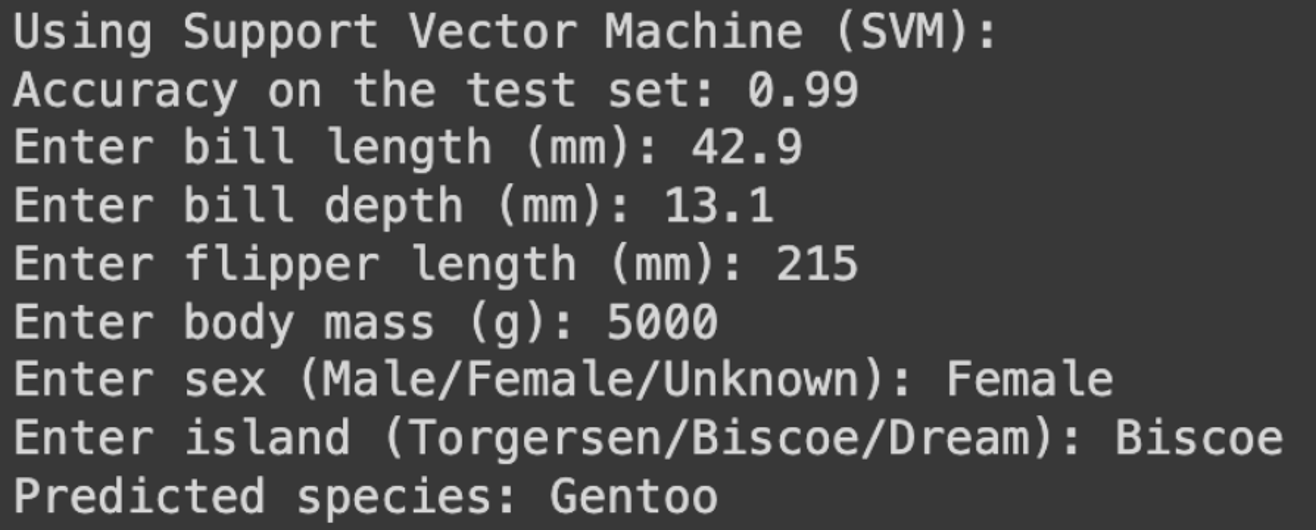 Using Support Vector Machine (SVM):
Accuracy on the test set: 0.99
Enter bill length (mm): 42.9
Enter bill depth (mm): 13.1
Enter flipper length (mm): 215
Enter body mass (g): 5000
Enter sex (Male/Female/Unknown): Female
Enter island (Torgersen/Biscoe/Dream): Biscoe
Predicted species: Gentoo